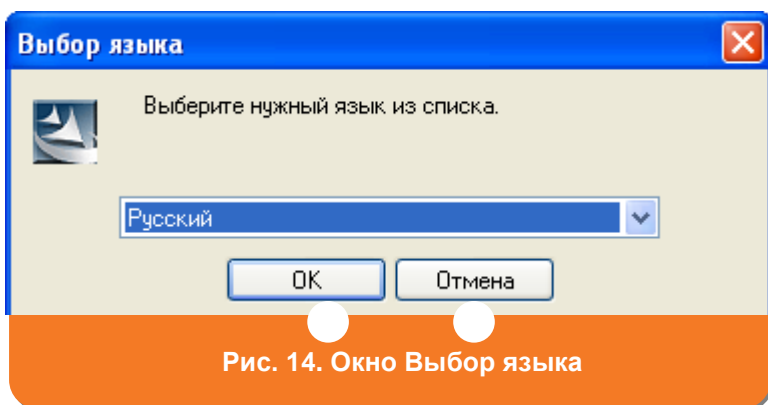 Выбор языка
Выберите нужный язык из списка.
Русский
OK Отмена
Рис. 14. Окно Выбор языка